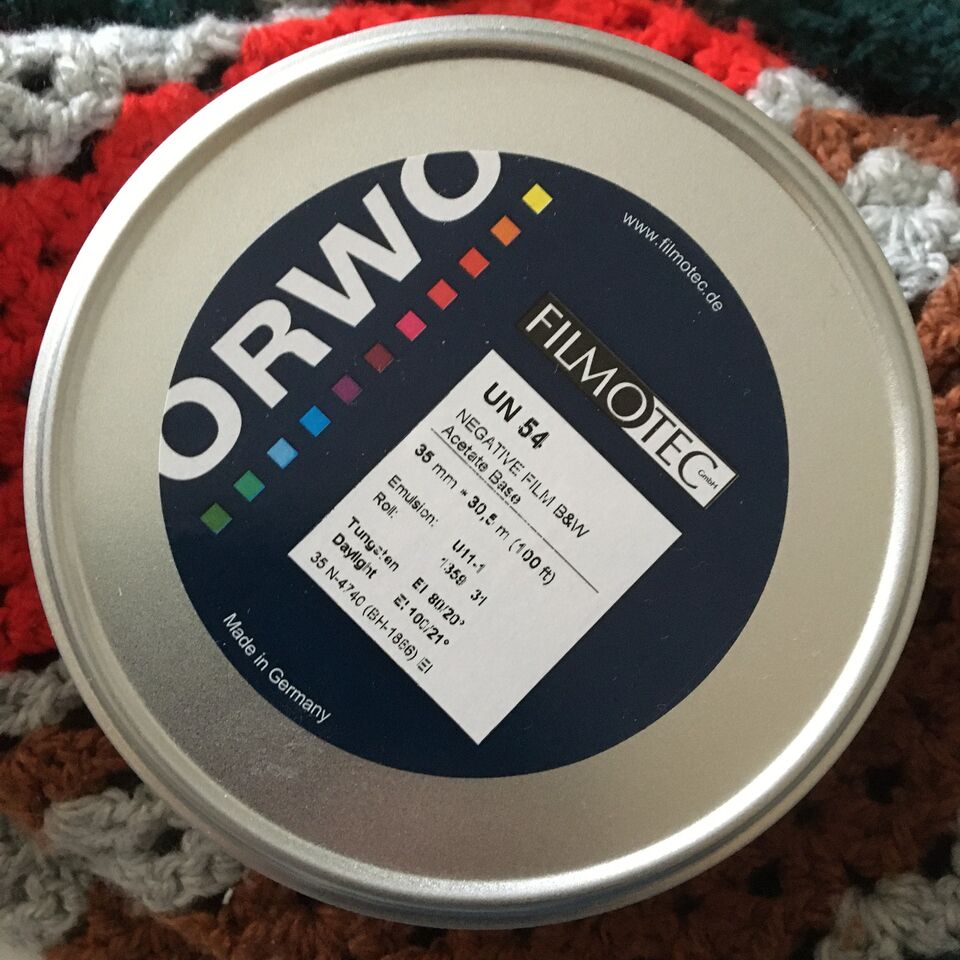 ORWO
www.filmotec.de
FILMOTEC GmbH
UN 54
NEGATIVE FILM B&W
Acetate Base
35 mm * 30,5 m (100 ft)
Emulsion: U11-1
Roll: 1359 31
Tungsten EI 80/20°
Daylight EI 100/21°
35 N-4740 (BH-1866) EI
Made in Germany